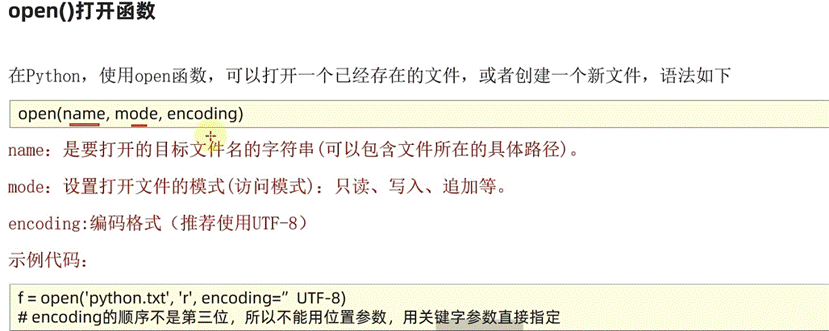 open()打开函数
在Python，使用open函数，可以打开一个已经存在的文件，或者创建一个新文件，语法如下
open(name, mode, encoding)
name：是要打开的目标文件名的字符串(可以包含文件所在的具体路径)。
mode：设置打开文件的模式(访问模式)：只读、写入、追加等。
encoding:编码格式（推荐使用UTF-8）
示例代码：
f = open('python.txt', 'r', encoding=”UTF-8)
# encoding的顺序不是第三位，所以不能用位置参数，用关键字参数直接指定